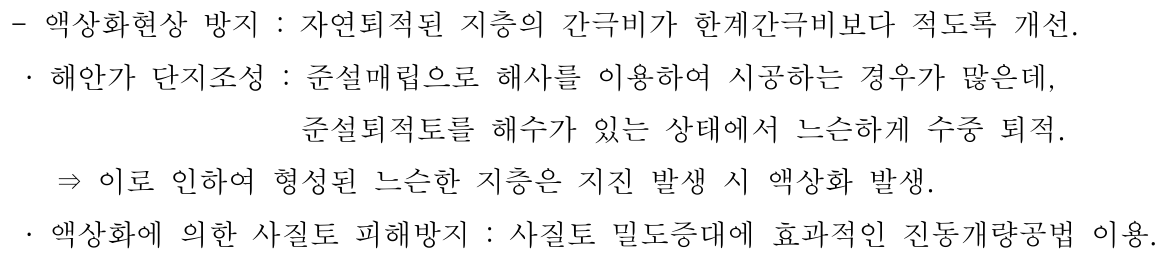 - 액상화현상 방지 : 자연퇴적된 지층의 간극비가 한계간극비보다 적도록 개선.
· 해안가 단지조성 : 준설매립으로 해사를 이용하여 시공하는 경우가 많은데,
준설퇴적토를 해수가 있는 상태에서 느슨하게 수중 퇴적.
⇒ 이로 인하여 형성된 느슨한 지층은 지진 발생 시 액상화 발생.
· 액상화에 의한 사질토 피해방지 : 사질토 밀도증대에 효과적인 진동개량공법 이용.